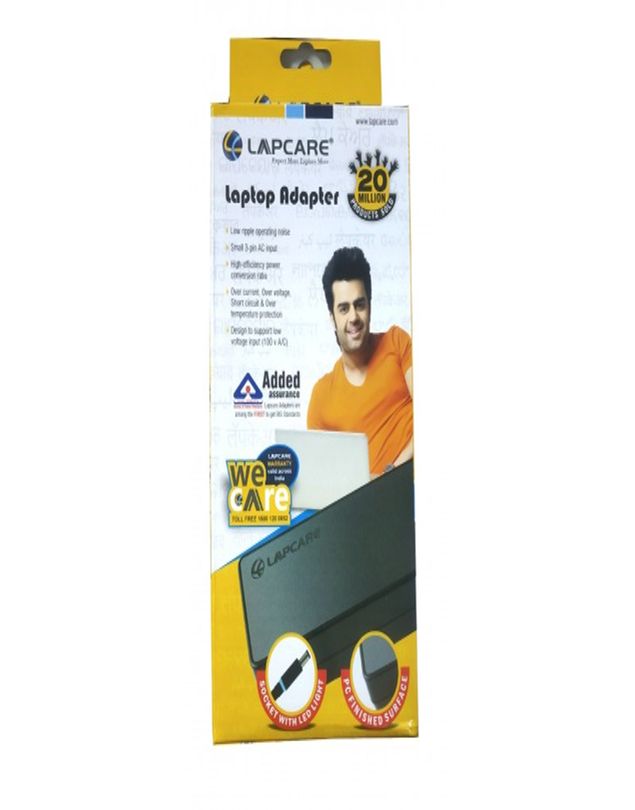 www.lapcare.com
LAPCARE®
Expect More Explore More
20
MILLION
PRODUCTS SOLD
Laptop Adapter
Low ripple operating noise
Small 3-pin AC input
High-efficiency power
conversion ratio
Over current, Over voltage,
Short circuit & Over
temperature protection
Design to support low
voltage input (100 v A/C)
Added
assurance
Lapcare Adapters are
among the FIRST to get BIS Standards
LAPCARE
WARRANTY
valid across
India
we
care
TOLL FREE
LAPCARE
SOCKET WITH LED LIGHT
PC FINISHED SURFACE